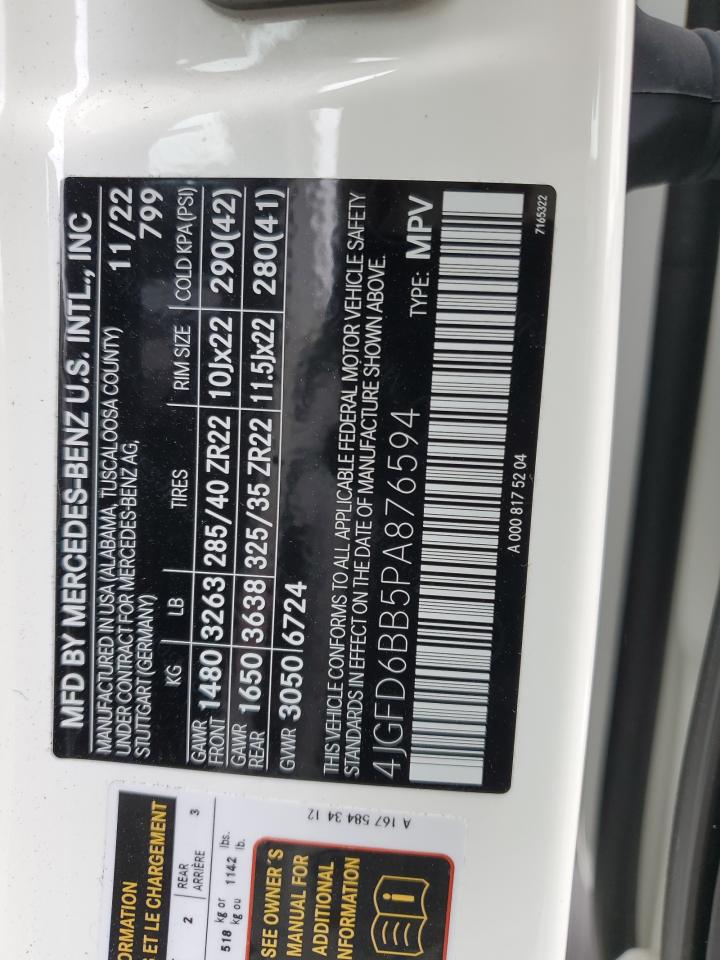 MFD BY MERCEDES-BENZ U.S. INTL., INC
MANUFACTURED IN USA (ALABAMA, TUSCALOOSA COUNTY) 11/22
UNDER CONTRACT FOR MERCEDES-BENZ AG, 799
STUTTGART (GERMANY)
KG LB TIRES RIM SIZE COLD KPA(PSI)
GAWR FRONT 1480 3263 285/40 ZR22 10Jx22 290(42)
GAWR REAR 1650 3638 325/35 ZR22 11.5Jx22 280(41)
GVWR 3050 6724
THIS VEHICLE CONFORMS TO ALL APPLICABLE FEDERAL MOTOR VEHICLE SAFETY
STANDARDS IN EFFECT ON THE DATE OF MANUFACTURE SHOWN ABOVE.
4JGFD6BB5PA876594 TYPE: MPV
A 000 817 52 04
7165322
ORMATION
ET LE CHARGEMENT
2 REAR 3
ARRIÈRE
518 kg or 1142 lbs.
kg ou lb.
SEE OWNER'S
MANUAL FOR
ADDITIONAL
NFORMATION
A 167 584 34 12